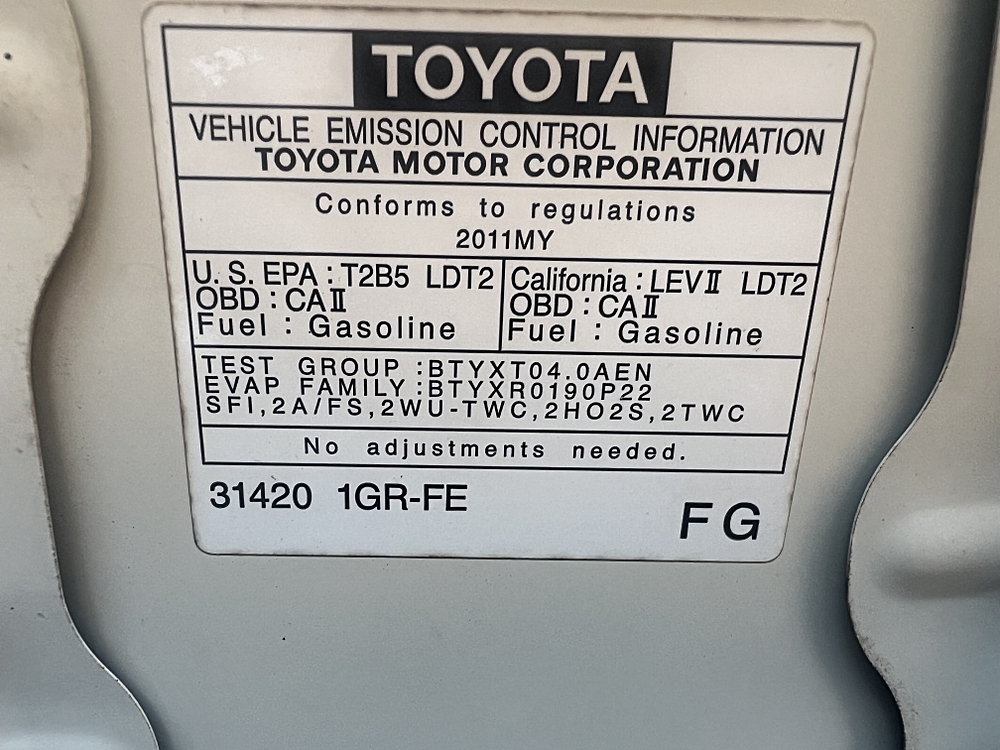 TOYOTA
VEHICLE EMISSION CONTROL INFORMATION
TOYOTA MOTOR CORPORATION
Conforms to regulations
2011MY
U. S. EPA : T2B5 LDT2
OBD : CAⅡ
Fuel : Gasoline
California : LEVⅡ LDT2
OBD : CAⅡ
Fuel : Gasoline
TEST GROUP :BTYXT04.0AEN
EVAP FAMILY :BTYXR0190P22
SFI,2A/FS,2WU-TWC,2HO2S,2TWC
No adjustments needed.
31420 1GR-FE
FG